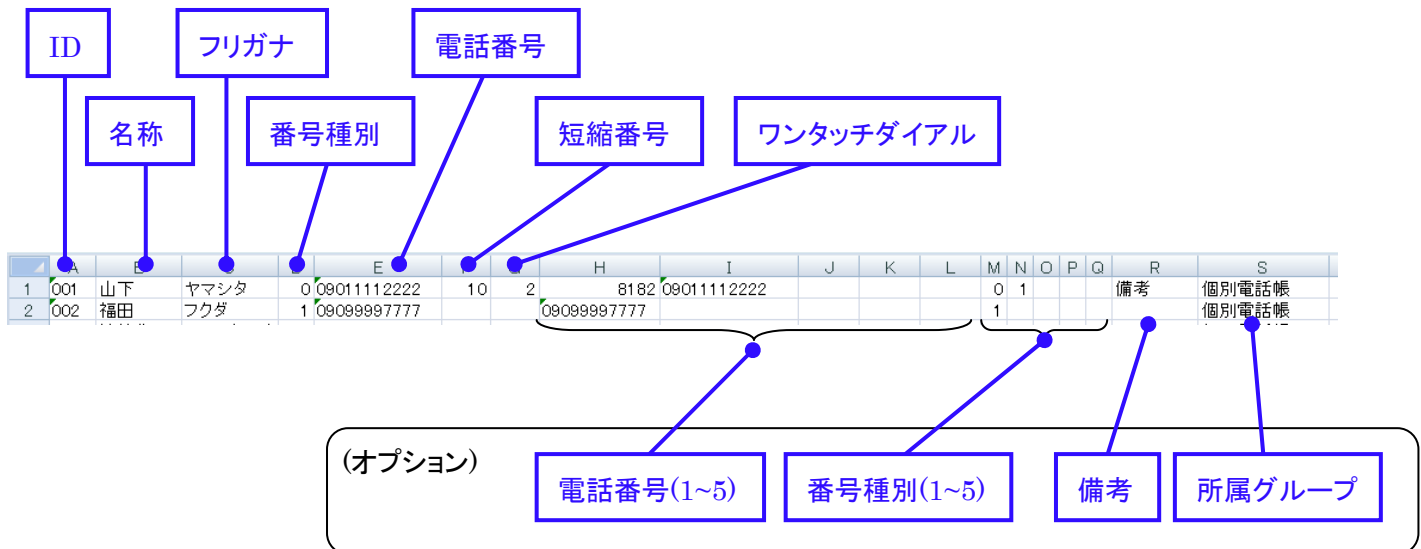 ID フリガナ 電話番号
名称 番号種別 短縮番号 ワンタッチダイアル
E H I J K L M N O P Q R S
1 001 山下 ヤマシタ 0 09011112222 10 2 8182 09011112222 0 1 備考 個別電話帳
2 002 福田 フクダ 1 09099997777 09099997777 1 個別電話帳
(オプション)
電話番号(1~5) 番号種別(1~5) 備考 所属グループ